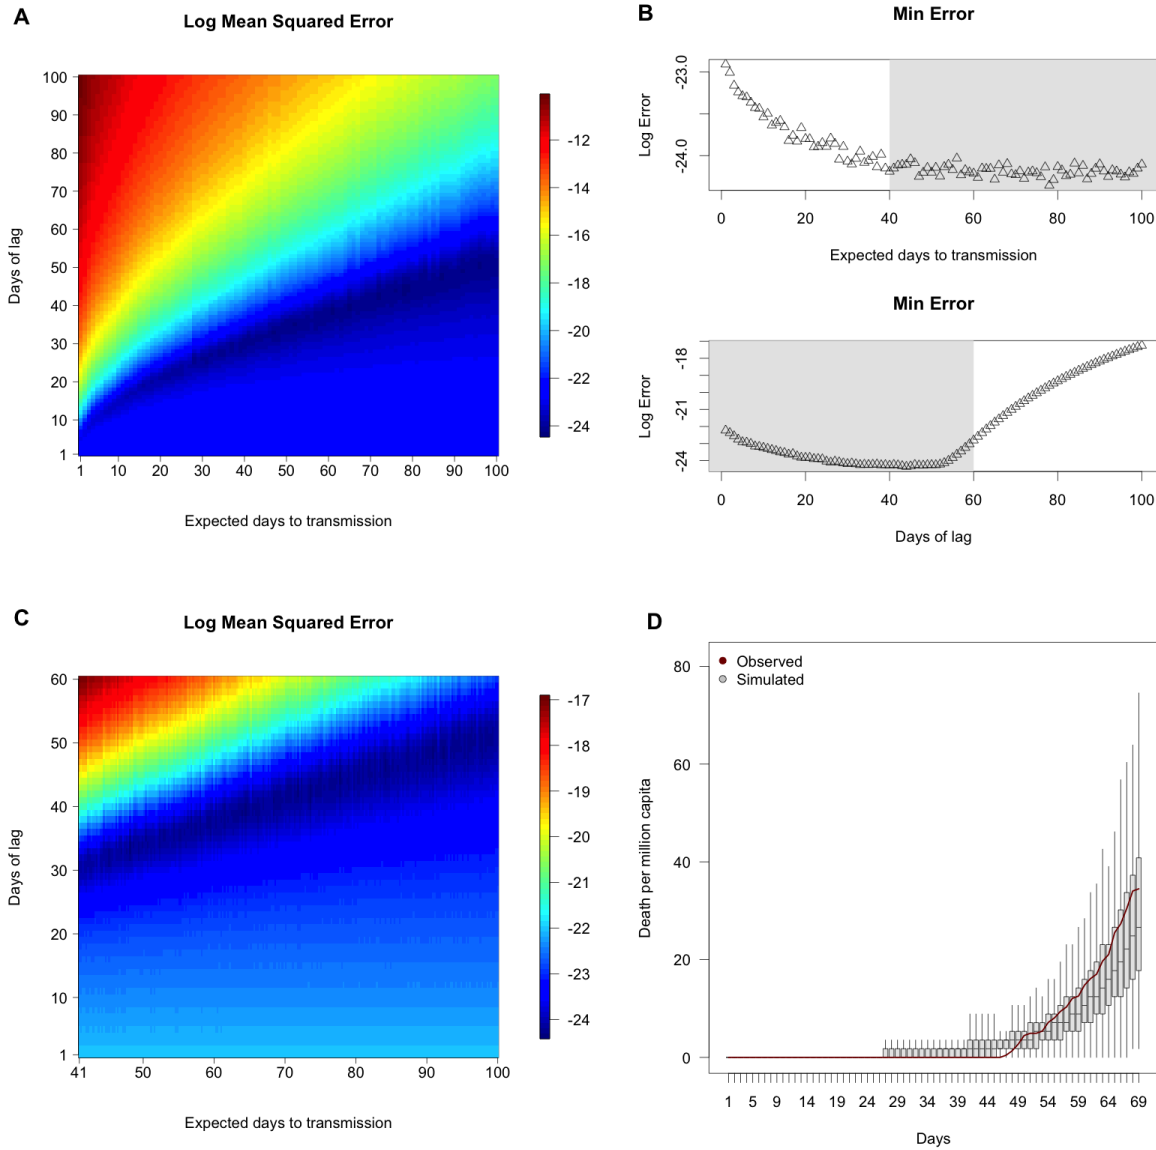 A
Log Mean Squared Error
Days of lag
100
90
80
70
60
50
40
30
20
10
1
1 10 20 30 40 50 60 70 80 90 100
Expected days to transmission
-12
-14
-16
-18
-20
-22
-24
B
Min Error
Log Error
-23.0
-24.0
0 20 40 60 80 100
Expected days to transmission
Min Error
Log Error
-18
-21
-24
0 20 40 60 80 100
Days of lag
C
Log Mean Squared Error
Days of lag
60
50
40
30
20
10
1
41 50 60 70 80 90 100
Expected days to transmission
-17
-18
-19
-20
-21
-22
-23
-24
D
Observed
Simulated
Death per million capita
80
60
40
20
0
1 5 9 14 19 24 29 34 39 44 49 54 59 64 69
Days